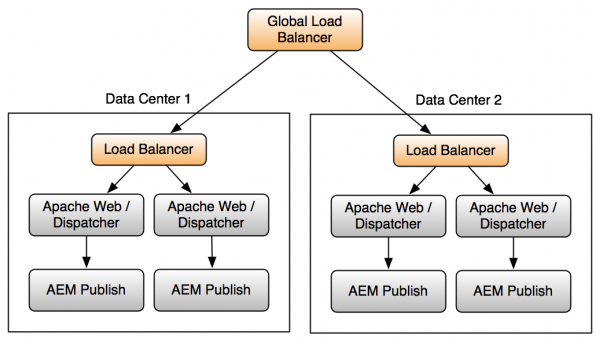 Global Load
Balancer
Data Center 1
Data Center 2
Load Balancer
Load Balancer
Apache Web /
Dispatcher
Apache Web /
Dispatcher
Apache Web /
Dispatcher
Apache Web /
Dispatcher
AEM Publish
AEM Publish
AEM Publish
AEM Publish